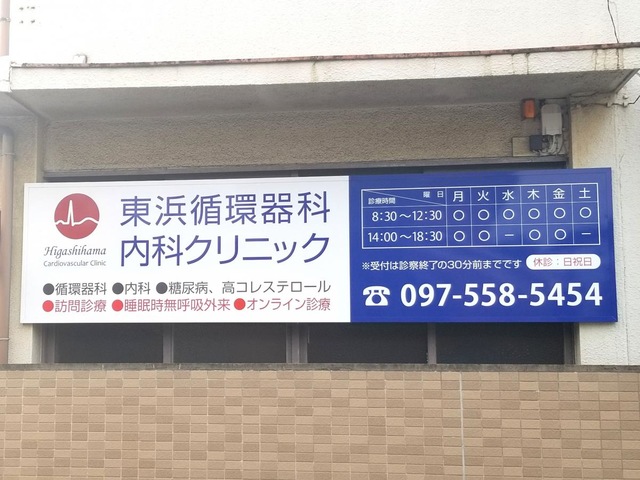 東浜循環器科
内科クリニック
Higashihama
Cardiovascular Clinic
●循環器科 ●内科 ●糖尿病、高コレステロール
●訪問診療 ●睡眠時無呼吸外来 ●オンライン診療
診療時間 曜日 月 火 水 木 金 土
8:30～12:30 ○ ○ ○ ○ ○ ○
14:00～18:30 ○ ○ － ○ ○ －
※受付は診察終了の30分前までです 休診：日祝日
☎ 097-558-5454